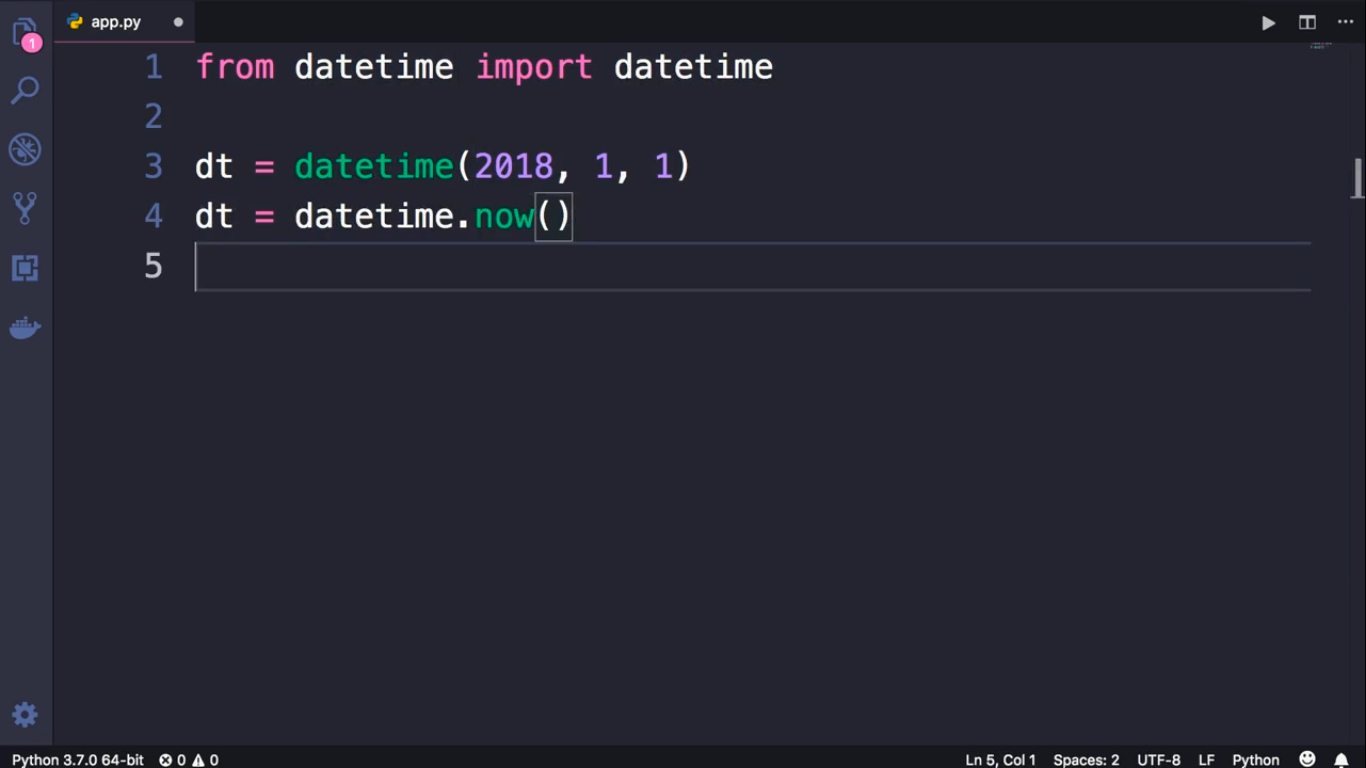 app.py
1
1 from datetime import datetime
2
3 dt = datetime(2018, 1, 1)
4 dt = datetime.now()
5
Python 3.7.0 64-bit 0 0 Ln 5, Col 1 Spaces: 2 UTF-8 LF Python